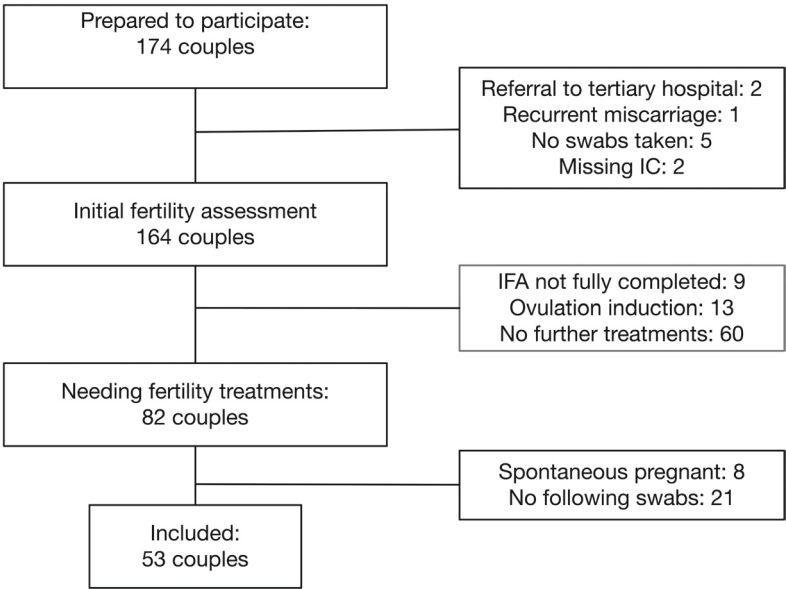 Prepared to participate:
174 couples
Referral to tertiary hospital: 2
Recurrent miscarriage: 1
No swabs taken: 5
Missing IC: 2
Initial fertility assessment
164 couples
IFA not fully completed: 9
Ovulation induction: 13
No further treatments: 60
Needing fertility treatments:
82 couples
Spontaneous pregnant: 8
No following swabs: 21
Included:
53 couples